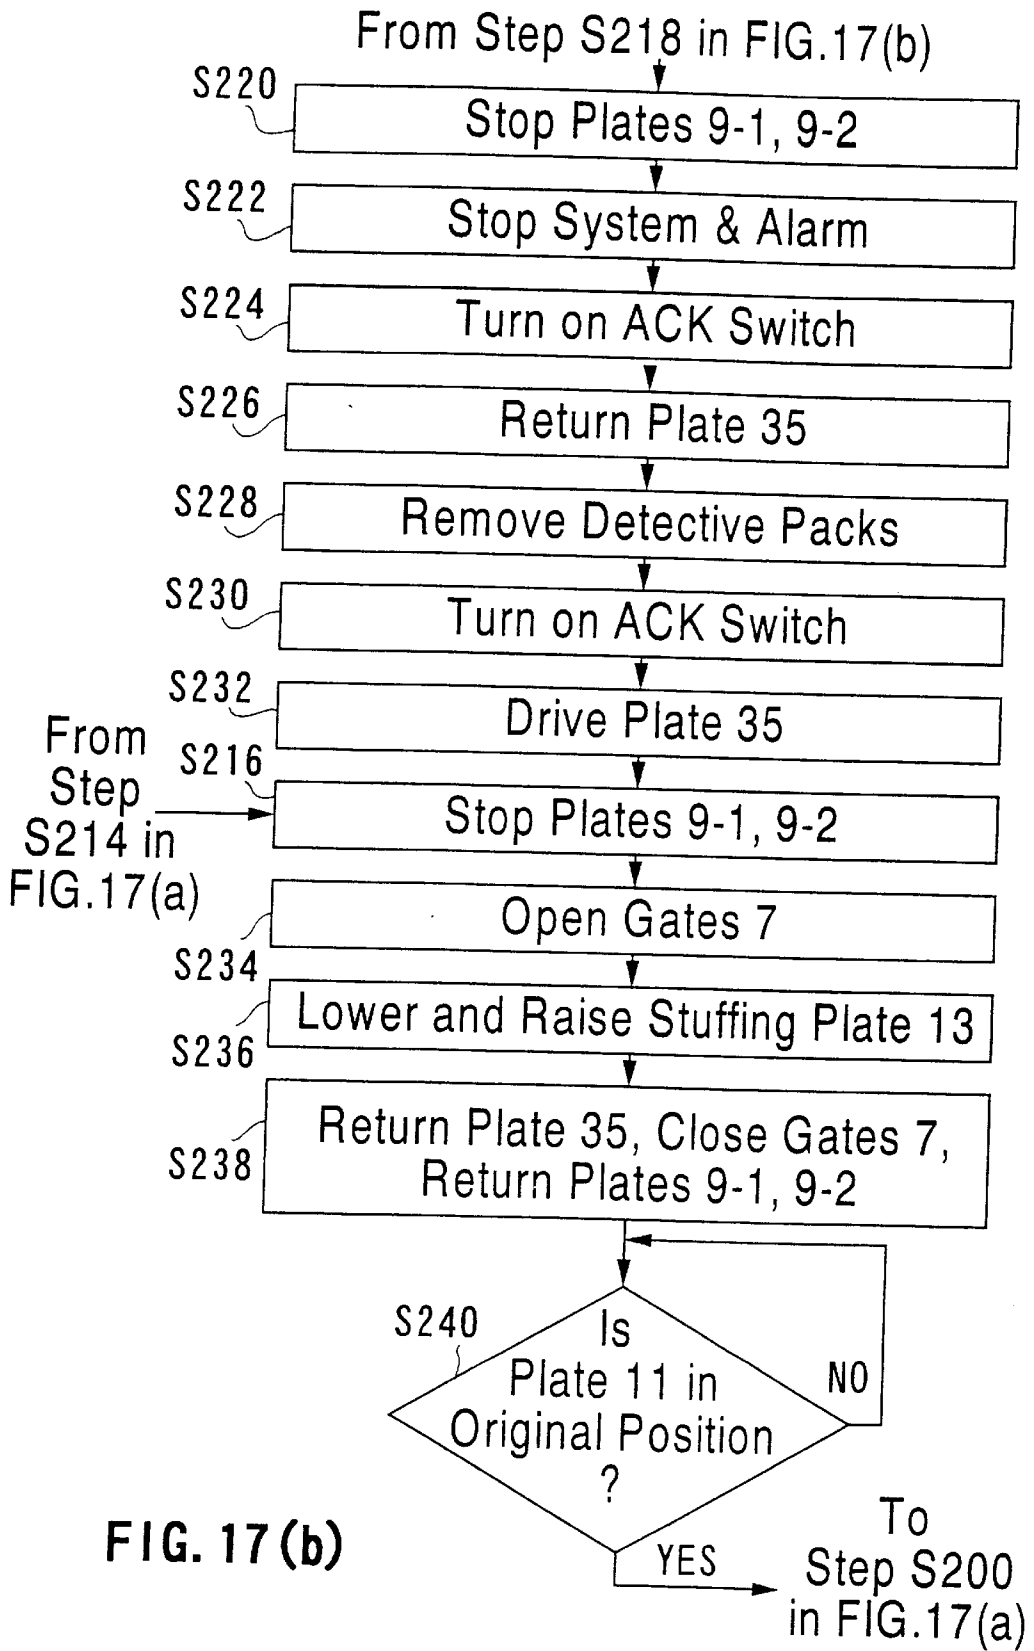 From Step S218 in FIG.17(b)
S220
Stop Plates 9-1, 9-2
S222
Stop System & Alarm
S224
Turn on ACK Switch
S226
Return Plate 35
S228
Remove Detective Packs
S230
Turn on ACK Switch
S232
Drive Plate 35
From
Step
S214 in
FIG.17(a)
S216
Stop Plates 9-1, 9-2
Open Gates 7
S234
Lower and Raise Stuffing Plate 13
S236
Return Plate 35, Close Gates 7,
Return Plates 9-1, 9-2
S238
S240
Is
Plate 11 in
Original Position
?
NO
YES
To
Step S200
in FIG.17(a)
FIG. 17(b)